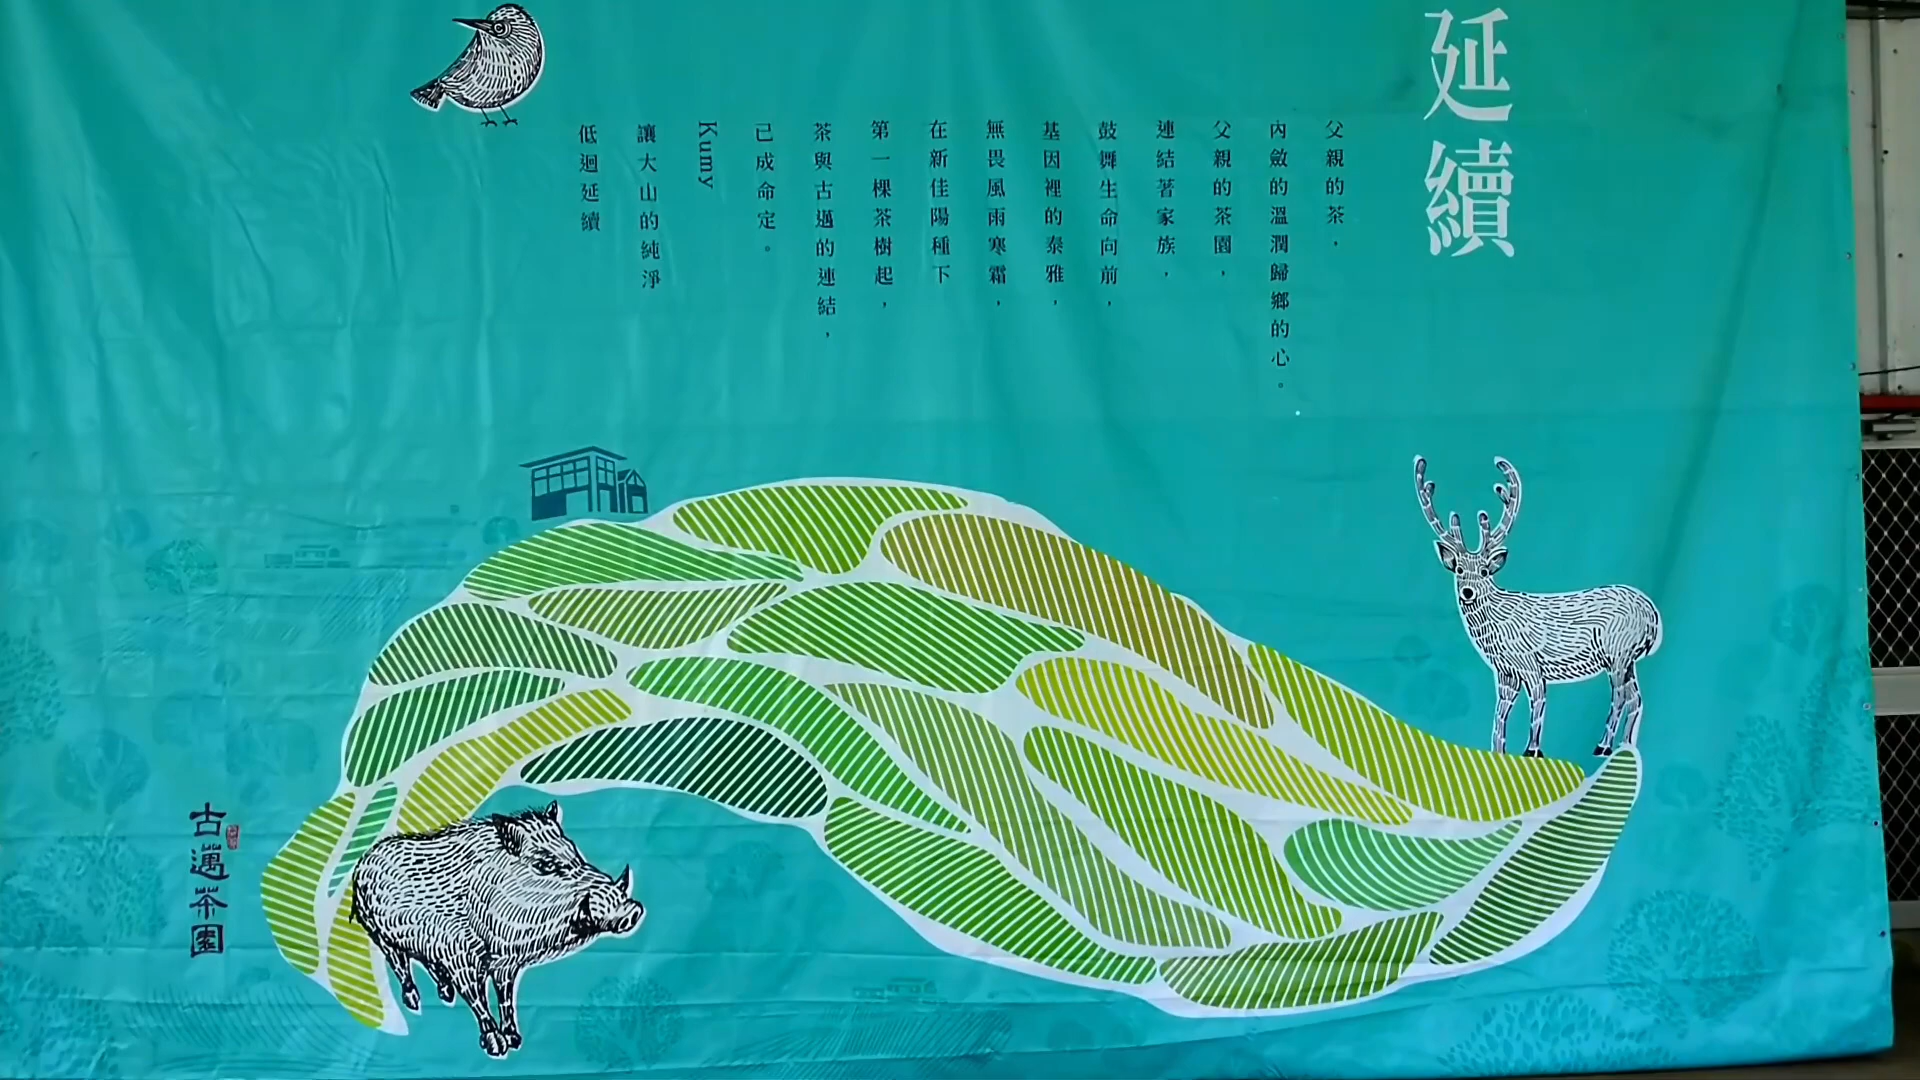 延續
父親的茶，
內斂的溫潤歸鄉的心。
父親的茶園，
連結著家族，
鼓舞生命向前，
基因裡的泰雅，
無畏風雨寒霜，
在新佳陽種下
第一棵茶樹起，
茶與古邁的連結，
己成命定。
Kumy
讓大山的純淨
低迴延續
古邁茶園